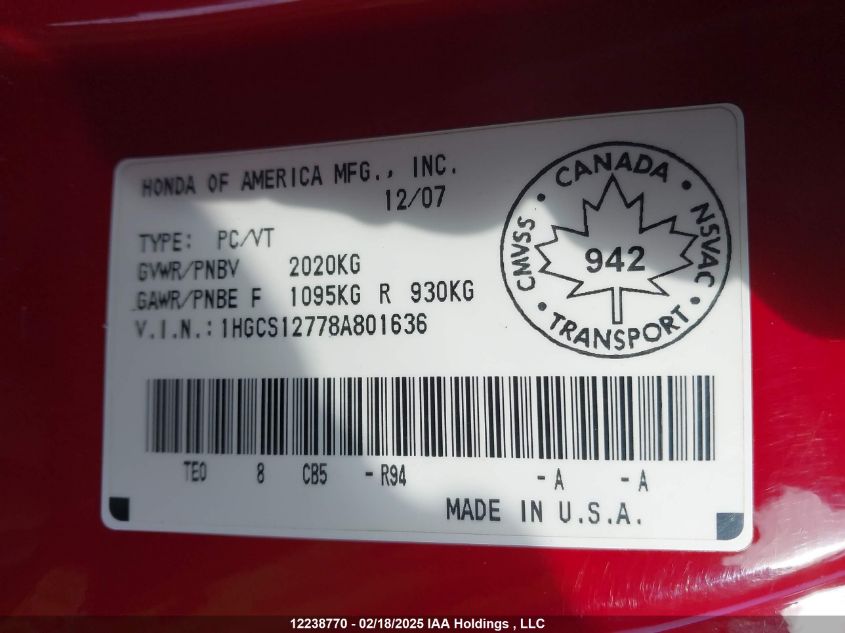 HONDA OF AMERICA MFG., INC.
12/07
TYPE: PC/VT
GVWR/PNBV 2020KG
GAWR/PNBE F 1095KG R 930KG
V.I.N.: 1HGCS12778A801636
CANADA
CMVSS 942 NSVAC
TRANSPORT
TE0 8 CB5 - R94 - A - A
MADE IN U.S.A.
12238770 - 02/18/2025 IAA Holdings , LLC